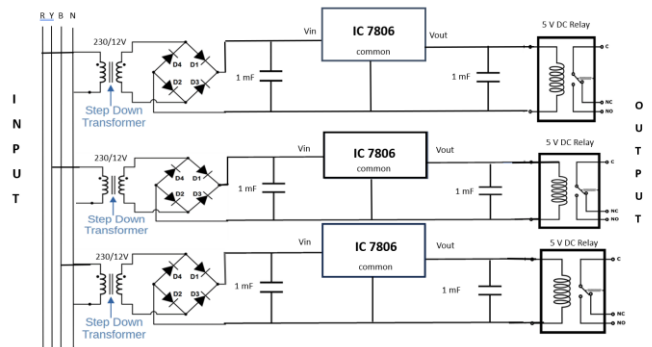 R Y B N
INPUT
230/12V
D4 D1
D2 D3
Step Down
Transformer
1 mF
Vin
IC 7806
common
Vout
1 mF
5 V DC Relay
C
NC
NO
230/12V
D4 D1
D2 D3
Step Down
Transformer
1 mF
Vin
IC 7806
common
Vout
1 mF
5 V DC Relay
C
NC
NO
230/12V
D4 D1
D2 D3
Step Down
Transformer
1 mF
Vin
IC 7806
common
Vout
1 mF
5 V DC Relay
C
NC
NO
OUTPUT